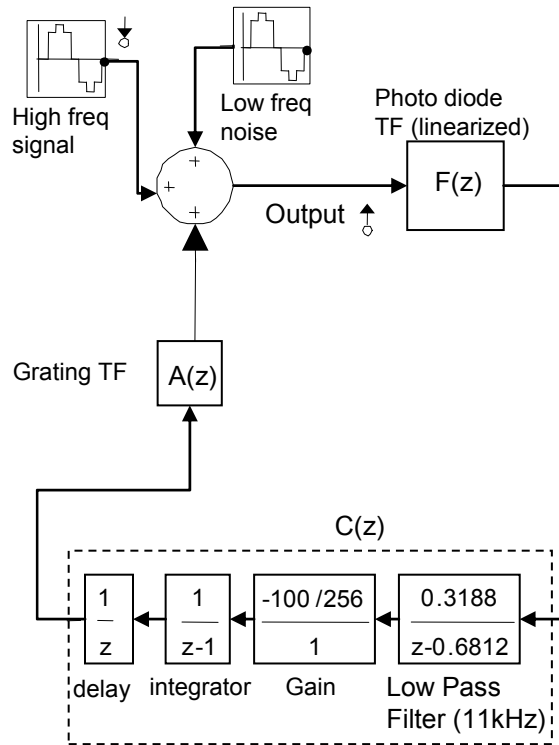 High freq
signal
Low freq
noise
+
+
+
Photo diode
TF (linearized)
F(z)
Output
Grating TF
A(z)
C(z)
1
z
delay
1
z-1
integrator
-100 /256
1
Gain
0.3188
z-0.6812
Low Pass
Filter (11kHz)